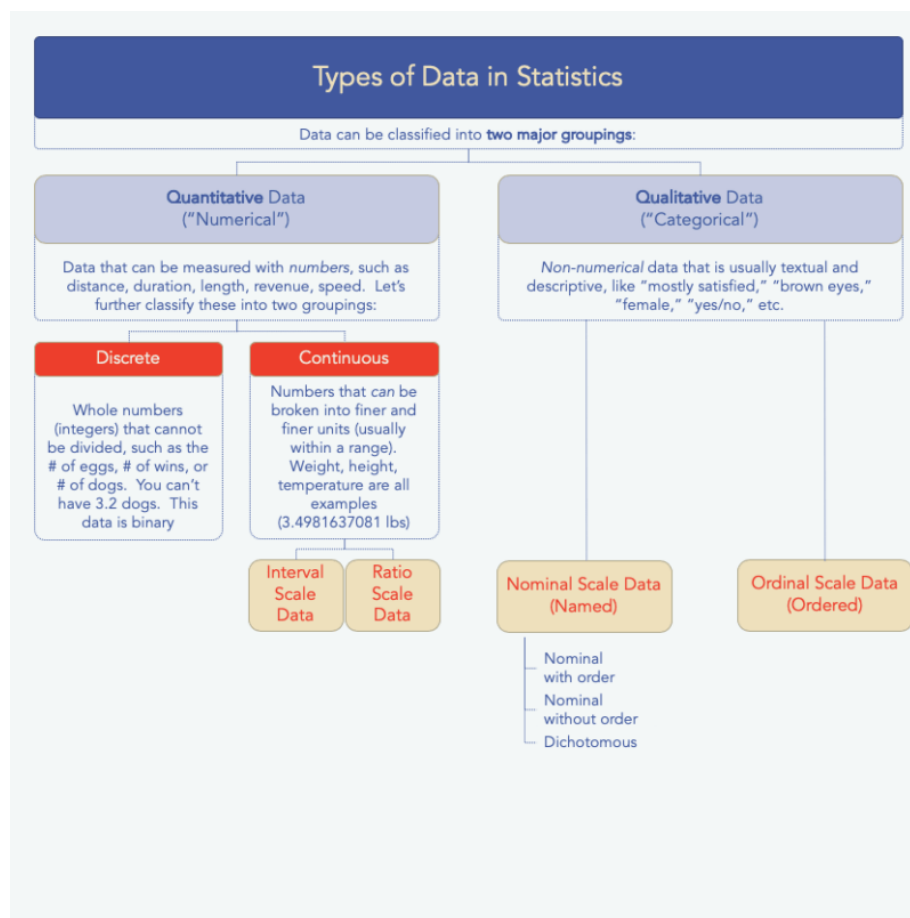 Types of Data in Statistics
Data can be classified into two major groupings:
Quantitative Data
(“Numerical”)
Data that can be measured with numbers, such as
distance, duration, length, revenue, speed.  Let’s
further classify these into two groupings:
Discrete
Whole numbers
(integers) that cannot
be divided, such as the
# of eggs, # of wins, or
# of dogs.  You can’t
have 3.2 dogs.  This
data is binary
Continuous
Numbers that can be
broken into finer and
finer units (usually
within a range).
Weight, height,
temperature are all
examples
(3.4981637081 lbs)
Interval
Scale
Data
Ratio
Scale
Data
Qualitative Data
(“Categorical”)
Non-numerical data that is usually textual and
descriptive, like “mostly satisfied,” “brown eyes,”
“female,” “yes/no,” etc.
Nominal Scale Data
(Named)
Nominal
with order
Nominal
without order
Dichotomous
Ordinal Scale Data
(Ordered)